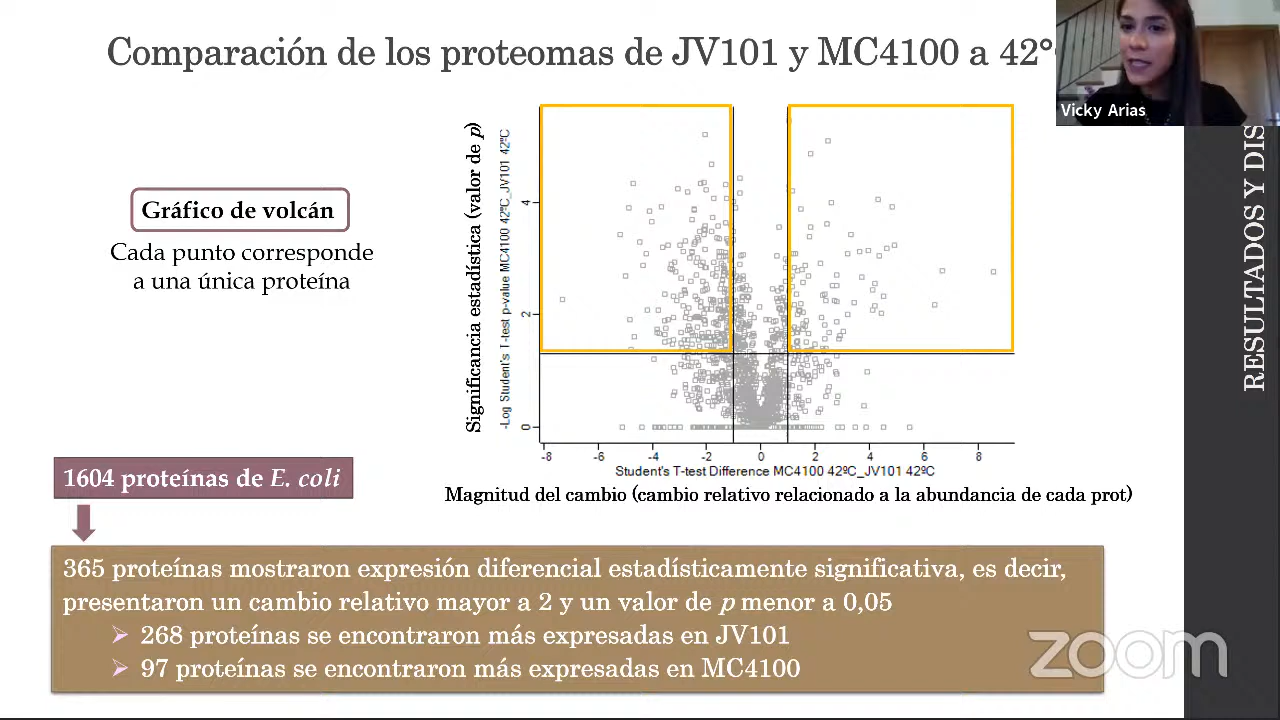 Comparación de los proteomas de JV101 y MC4100 a 42°
Vicky Arias
RESULTADOS Y DIS
Gráfico de volcán
Cada punto corresponde
a una única proteína
Significancia estadística (valor de p)
-Log Student's T-test p-value MC4100 42ºC_JV101 42ºC
4
2
0
-8 -6 -4 -2 0 2 4 6 8
Student's T-test Difference MC4100 42ºC_JV101 42ºC
Magnitud del cambio (cambio relativo relacionado a la abundancia de cada prot)
1604 proteínas de E. coli
365 proteínas mostraron expresión diferencial estadísticamente significativa, es decir,
presentaron un cambio relativo mayor a 2 y un valor de p menor a 0,05
268 proteínas se encontraron más expresadas en JV101
97 proteínas se encontraron más expresadas en MC4100
zoom